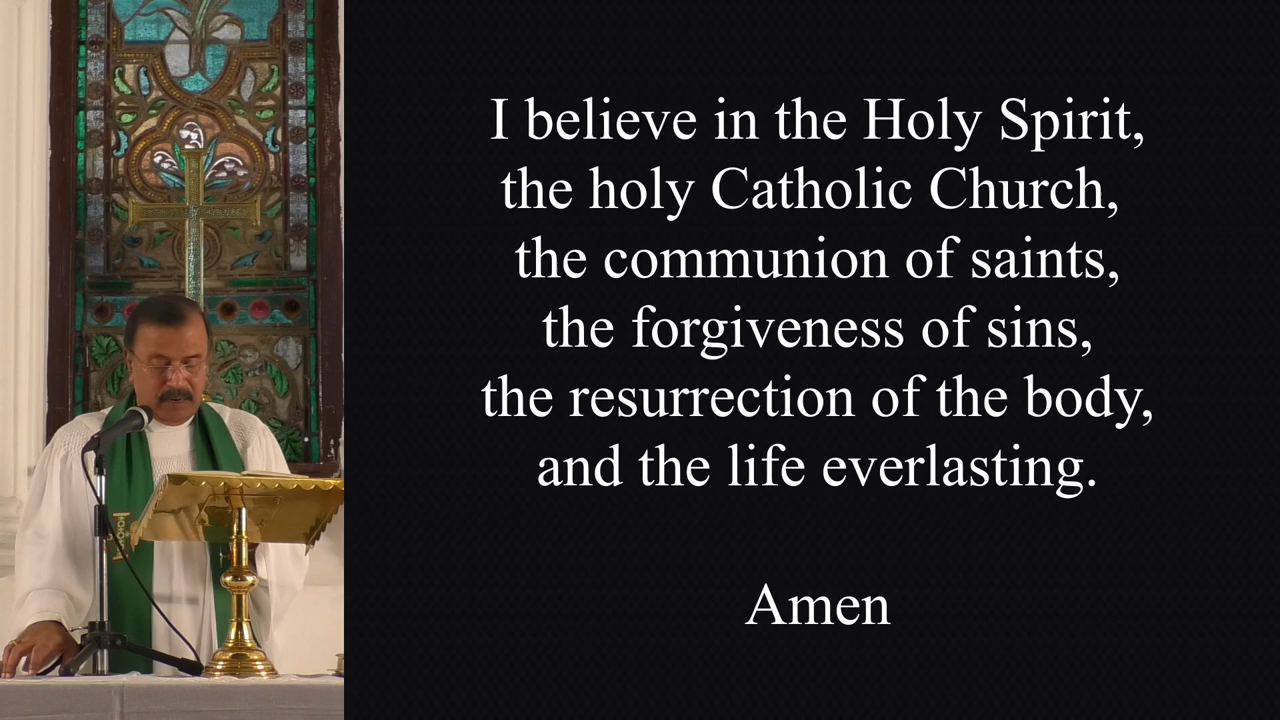 I believe in the Holy Spirit,
the holy Catholic Church,
the communion of saints,
the forgiveness of sins,
the resurrection of the body,
and the life everlasting.
Amen